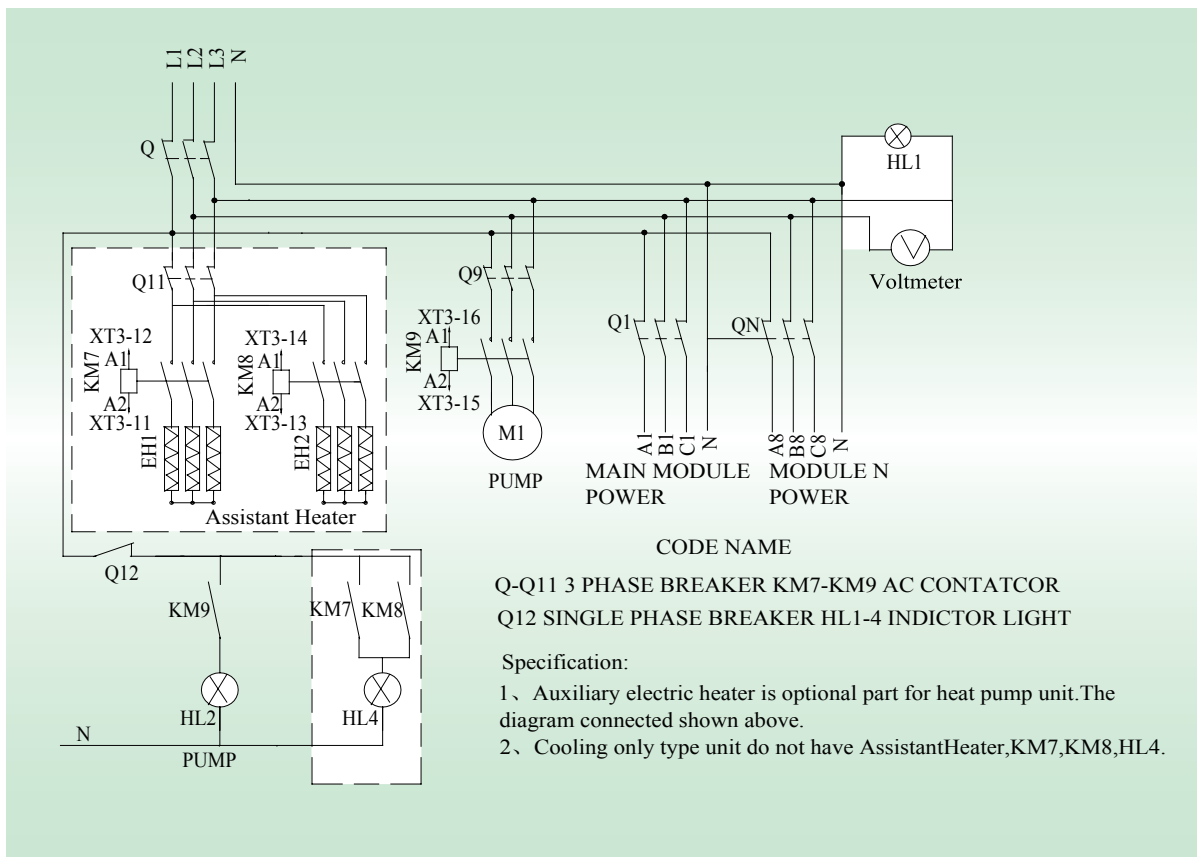 L1 L2 L3 N
Q
HL1
Voltmeter
Q11
Q9
Q1
QN
XT3-12
A1
KM7
A2
XT3-11
XT3-14
A1
KM8
A2
XT3-13
XT3-16
A1
KM9
A2
XT3-15
EH1
EH2
M1
PUMP
A1 B1 C1 N
MAIN MODULE
POWER
A8 B8 C8 N
MODULE N
POWER
Assistant Heater
Q12
KM9
KM7
KM8
HL2
HL4
N
PUMP
CODE NAME
Q-Q11 3 PHASE BREAKER KM7-KM9 AC CONTATCOR
Q12 SINGLE PHASE BREAKER HL1-4 INDICTOR LIGHT
Specification:
1、Auxiliary electric heater is optional part for heat pump unit.The
diagram connected shown above.
2、Cooling only type unit do not have AssistantHeater,KM7,KM8,HL4.